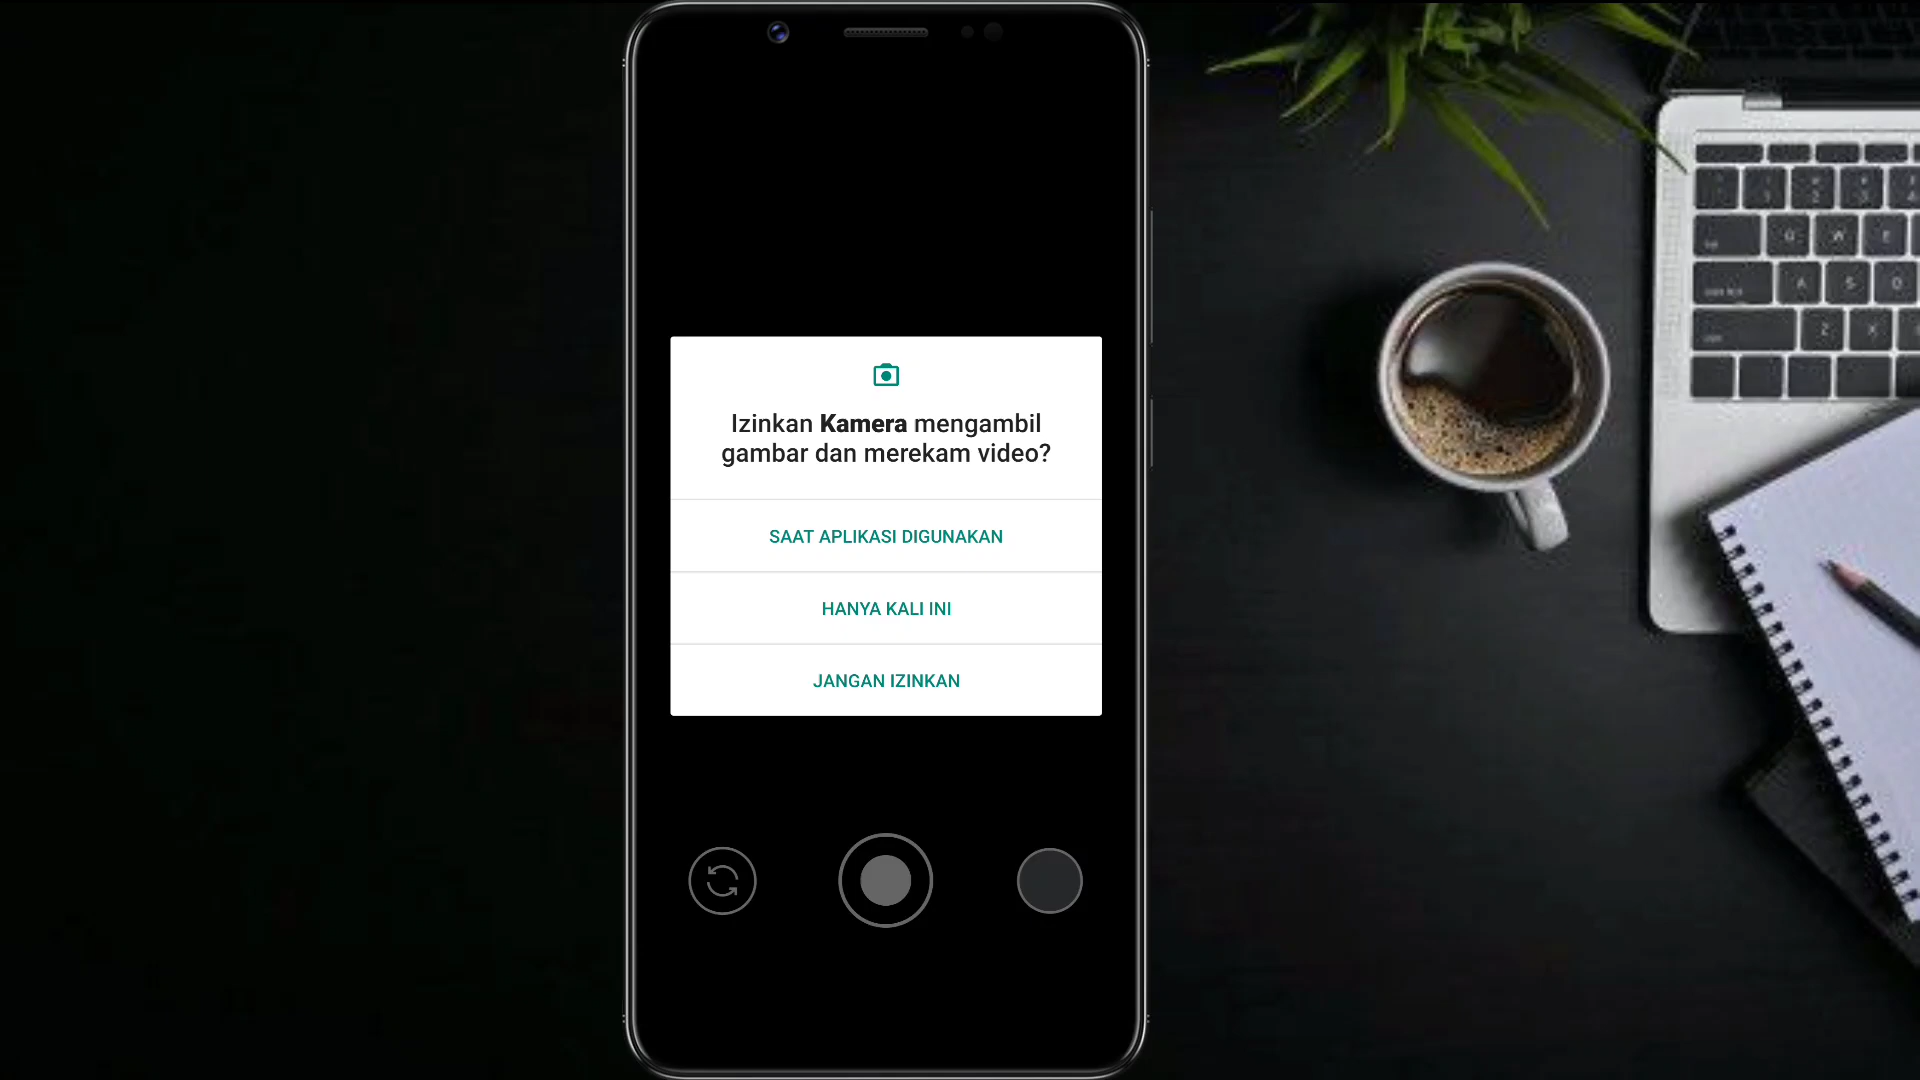 Izinkan Kamera mengambil
gambar dan merekam video?
SAAT APLIKASI DIGUNAKAN
HANYA KALI INI
JANGAN IZINKAN
Q W E
A S D
Z X